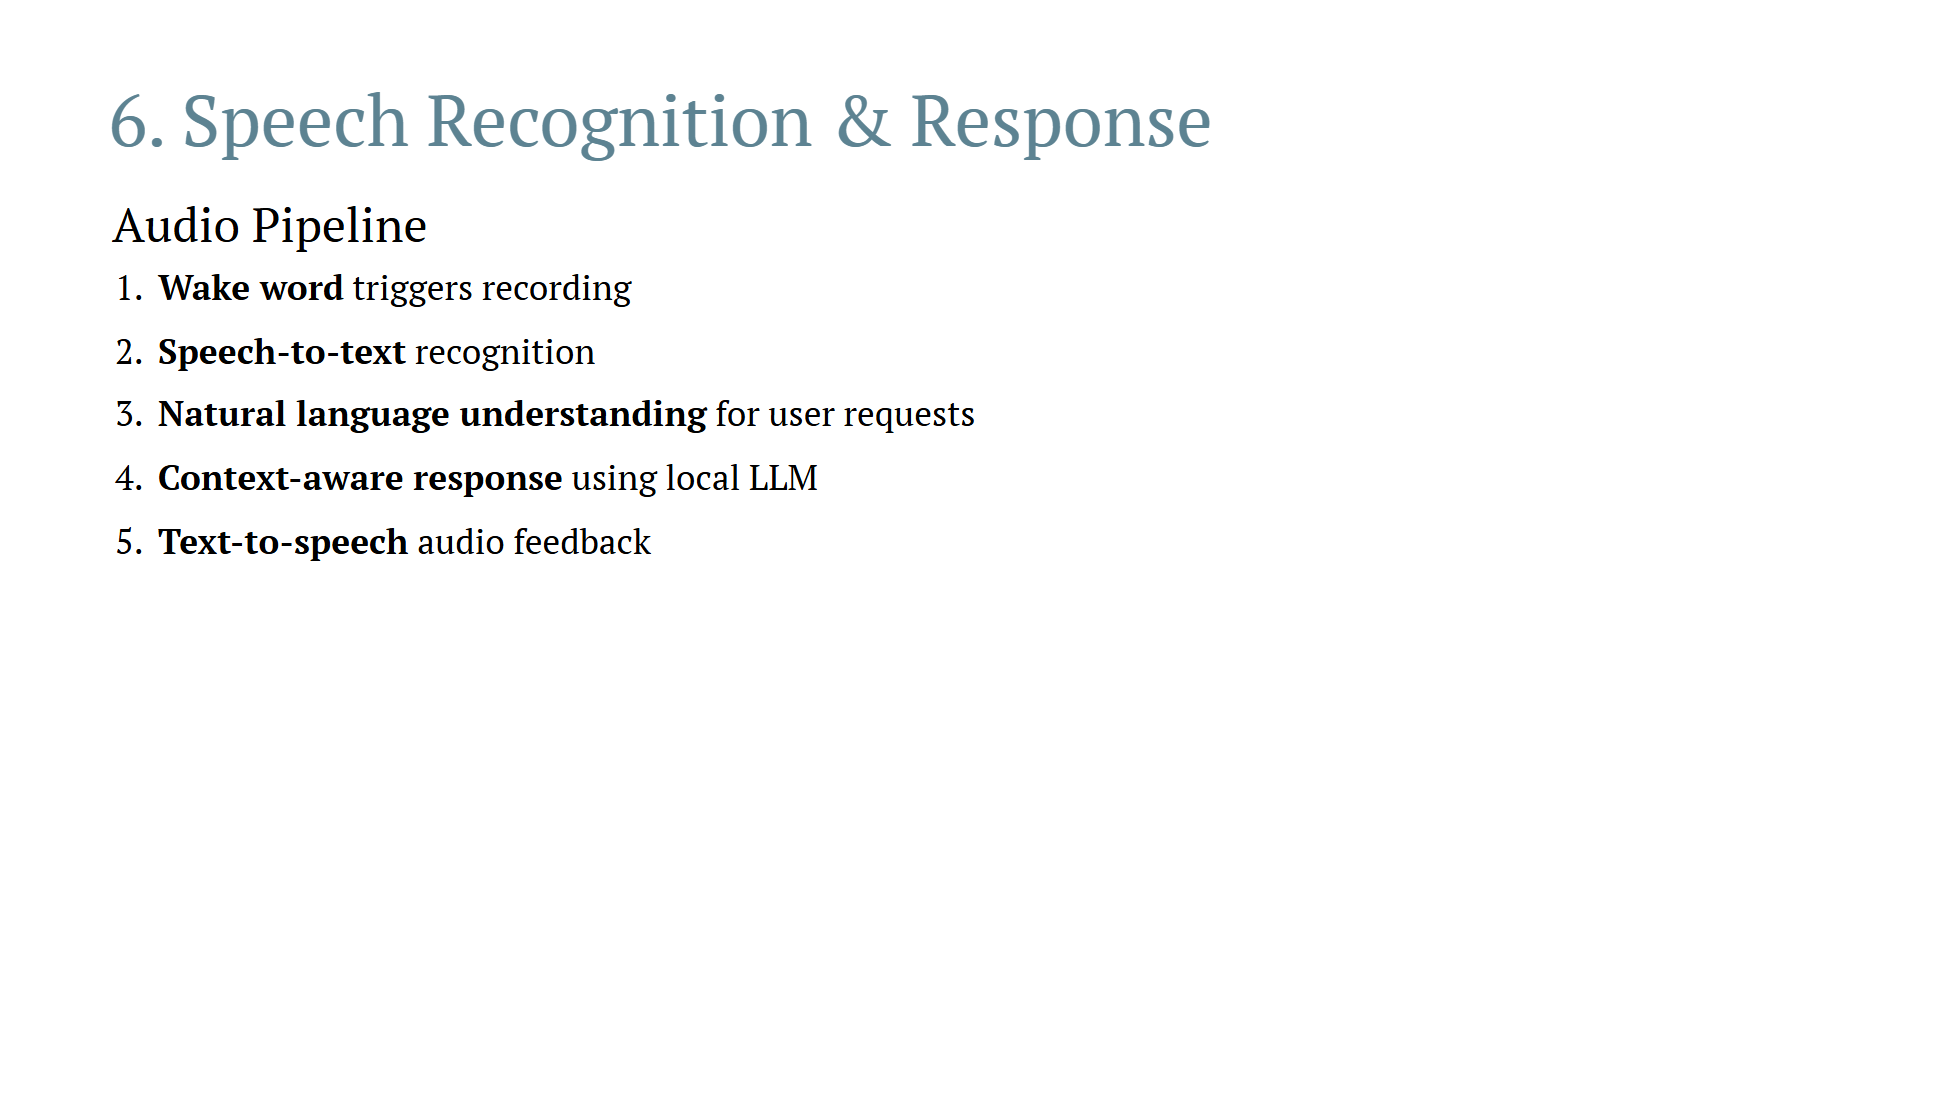 6. Speech Recognition & Response
Audio Pipeline
1. Wake word triggers recording
2. Speech-to-text recognition
3. Natural language understanding for user requests
4. Context-aware response using local LLM
5. Text-to-speech audio feedback